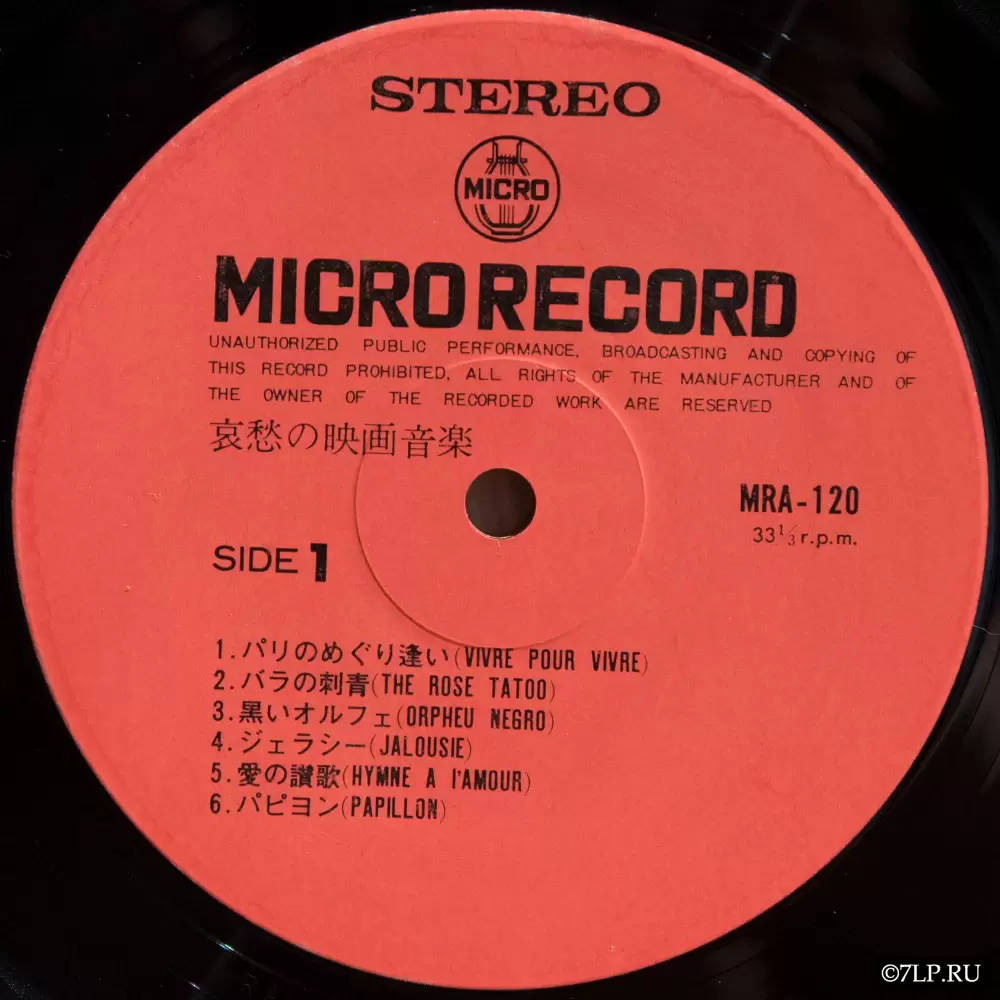 STEREO
MICRO
MICRO RECORD
UNAUTHORIZED PUBLIC PERFORMANCE, BROADCASTING AND COPYING OF
THIS RECORD PROHIBITED, ALL RIGHTS OF THE MANUFACTURER AND OF
THE OWNER OF THE RECORDED WORK ARE RESERVED
哀愁の映画音楽
MRA-120
33⅓ r.p.m.
SIDE 1
1.パリのめぐり逢い(VIVRE POUR VIVRE)
2.バラの刺青(THE ROSE TATOO)
3.黒いオルフェ(ORPHEU NEGRO)
4.ジェラシー(JALOUSIE)
5.愛の讃歌(HYMNE A l'AMOUR)
6.パピヨン(PAPILLON)
©7LP.RU